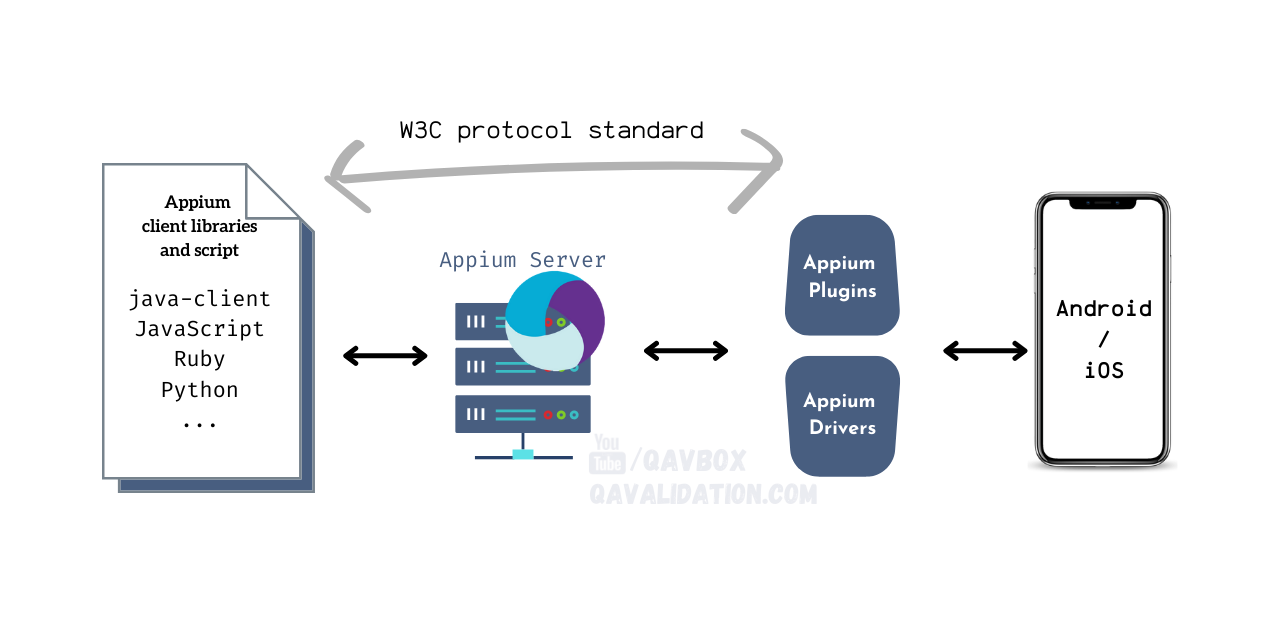 W3C protocol standard
Appium
client libraries
and script
java-client
JavaScript
Ruby
Python
...
Appium Server
Appium
Plugins
Appium
Drivers
Android
/
iOS
You
Tube /QAVBOX
QAVALIDATION.COM